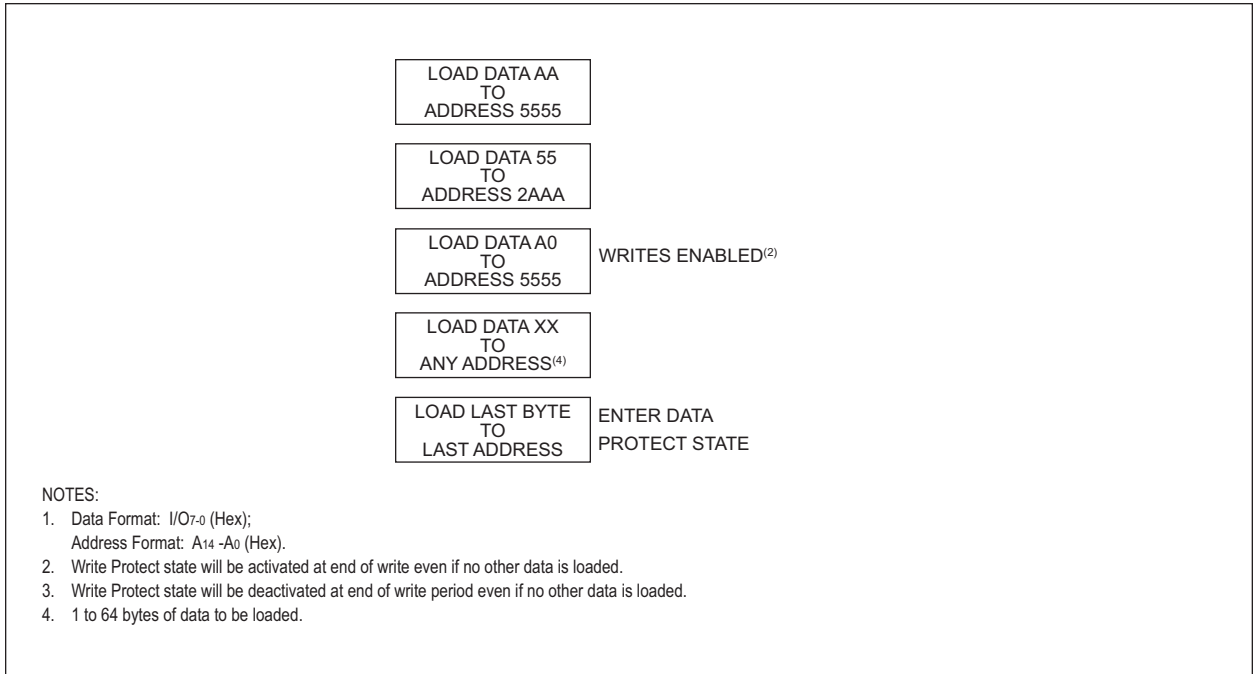 LOAD DATA AA
TO
ADDRESS 5555
LOAD DATA 55
TO
ADDRESS 2AAA
LOAD DATA A0
TO
ADDRESS 5555
WRITES ENABLED(2)
LOAD DATA XX
TO
ANY ADDRESS(4)
LOAD LAST BYTE
TO
LAST ADDRESS
ENTER DATA
PROTECT STATE
NOTES:
1. Data Format: I/O7-0 (Hex);
Address Format: A14 -A0 (Hex).
2. Write Protect state will be activated at end of write even if no other data is loaded.
3. Write Protect state will be deactivated at end of write period even if no other data is loaded.
4. 1 to 64 bytes of data to be loaded.